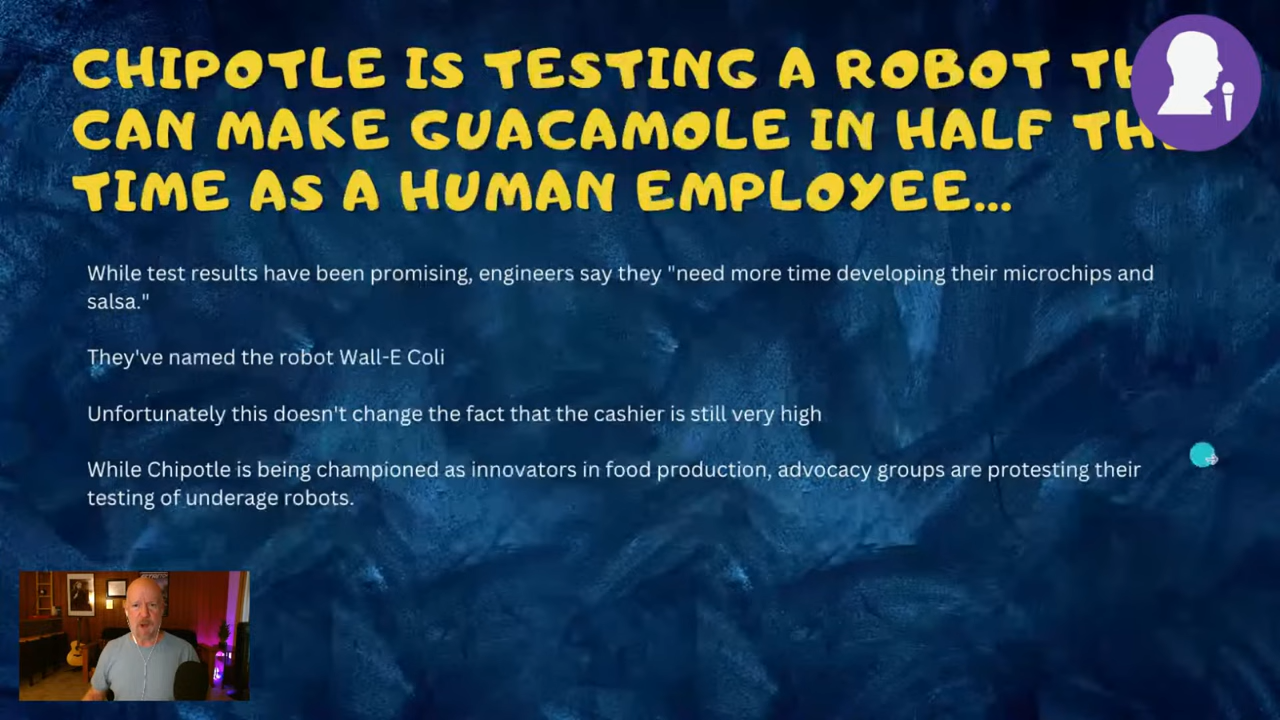 CHIPOTLE IS TESTING A ROBOT
CAN MAKE GUACAMOLE IN HALF
TIME AS A HUMAN EMPLOYEE...
While test results have been promising, engineers say they "need more time developing their microchips and
salsa."
They've named the robot Wall-E Coli
Unfortunately this doesn't change the fact that the cashier is still very high
While Chipotle is being championed as innovators in food production, advocacy groups are protesting their
testing of underage robots.